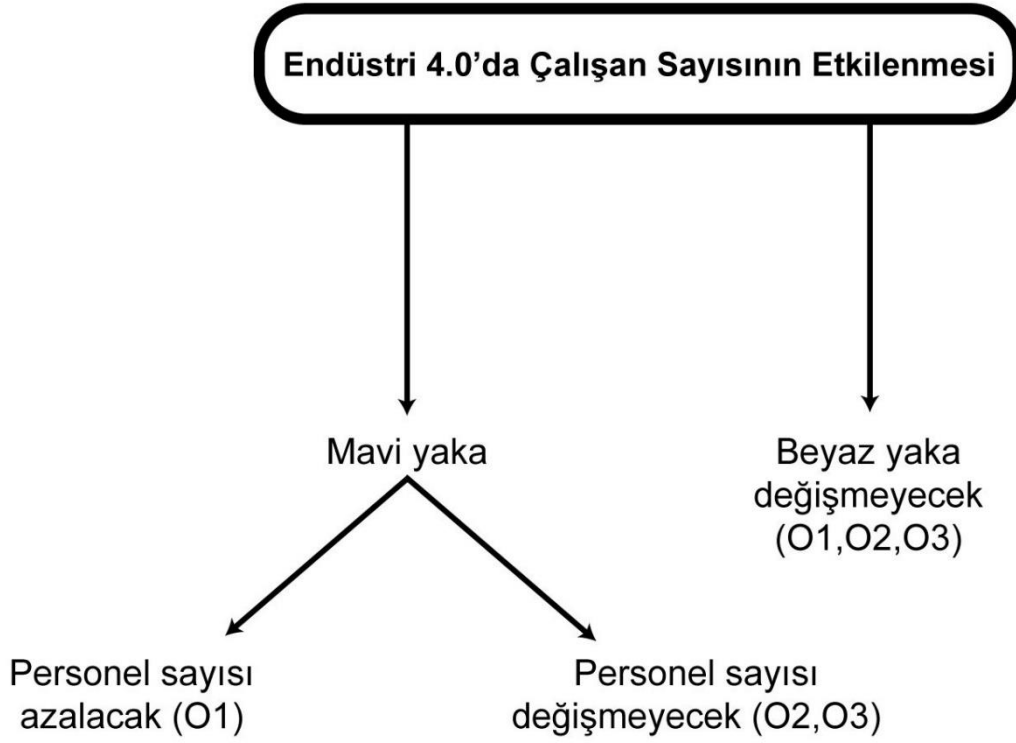 Endüstri 4.0’da Çalışan Sayısının Etkilenmesi
Mavi yaka
Beyaz yaka
değişmeyecek
(O1,O2,O3)
Personel sayısı
azalacak (O1)
Personel sayısı
değişmeyecek (O2,O3)